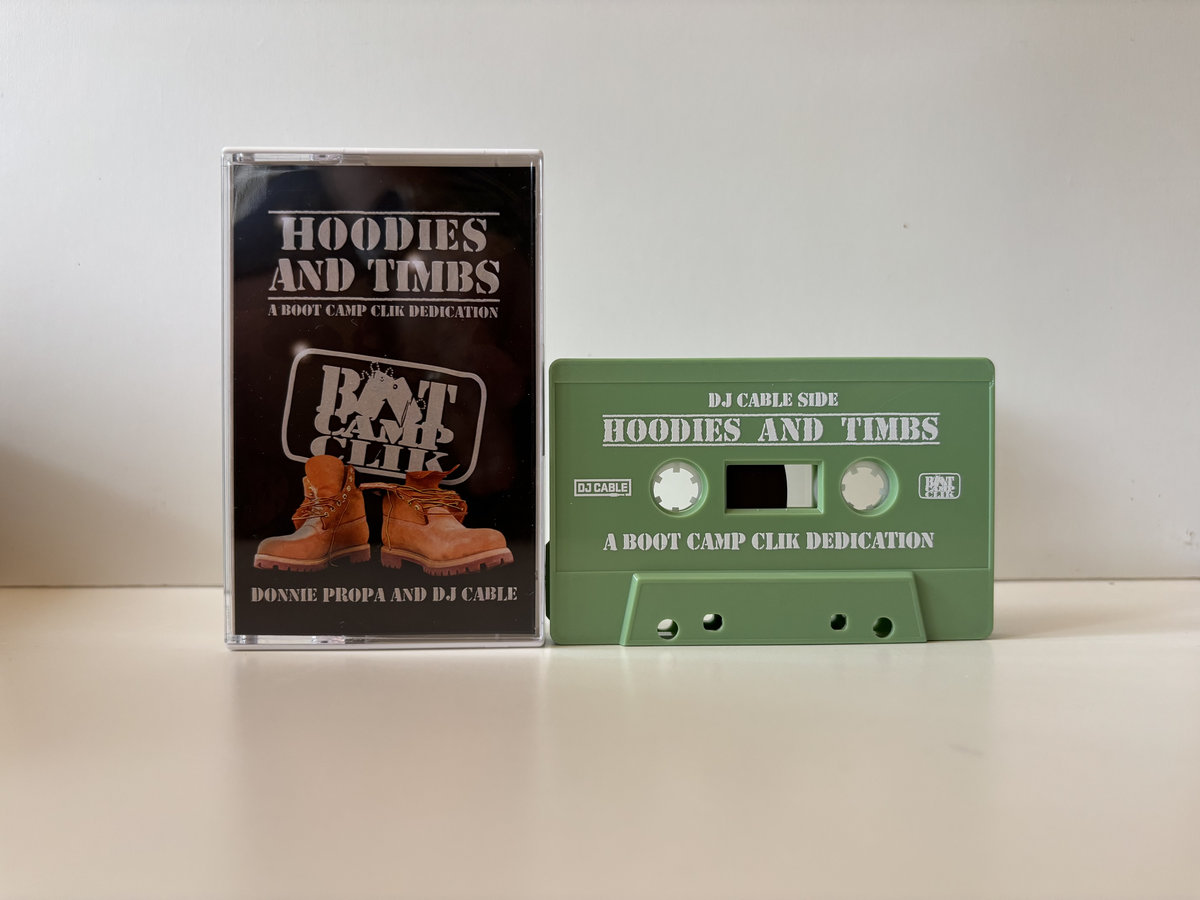 HOODIES
AND TIMBS
A BOOT CAMP CLIK DEDICATION
BOOT
CAMP
CLIK
DONNIE PROPA AND DJ CABLE
DJ CABLE SIDE
HOODIES AND TIMBS
DJ CABLE
BOOT
CAMP
CLIK
A BOOT CAMP CLIK DEDICATION